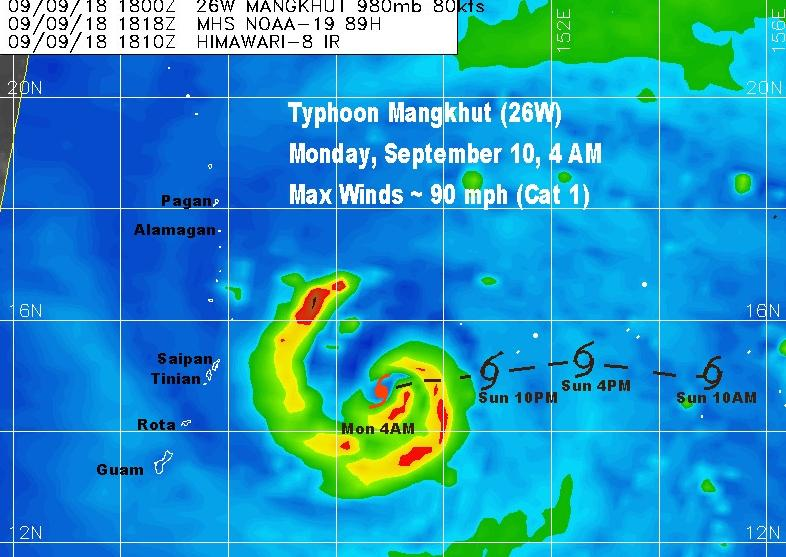 09/09/18 1800Z 26W MANGKHUT 980mb 80kts
09/09/18 1818Z MHS NOAA-19 89H
09/09/18 1810Z HIMAWARI-8 IR
152E
156E
20N
20N
Typhoon Mangkhut (26W)
Monday, September 10, 4 AM
Max Winds ~ 90 mph (Cat 1)
Pagan
Alamagan
16N
16N
Saipan
Tinian
Sun 10PM
Sun 4PM
Sun 10AM
Rota
Mon 4AM
Guam
12N
12N